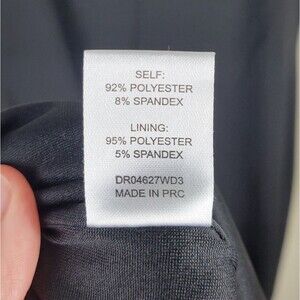 SELF:
92% POLYESTER
8% SPANDEX
LINING:
95% POLYESTER
5% SPANDEX
DR04627WD3
MADE IN PRC